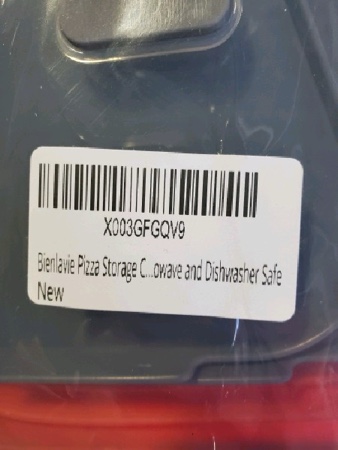 X003GFGQV9
Bienlavie Pizza Storage C...owave and Dishwasher Safe
New